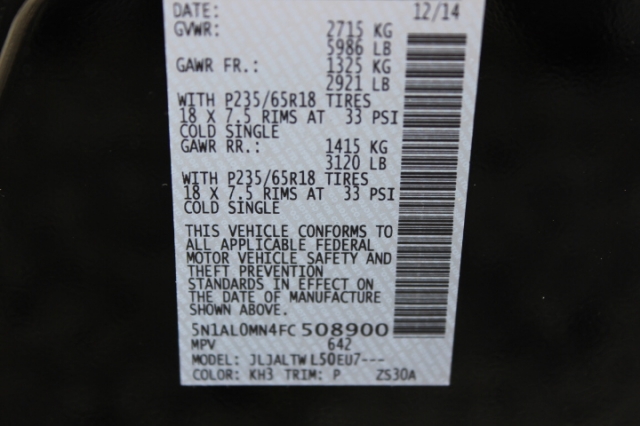 DATE: 12/14
GVWR: 2715 KG
5986 LB
GAWR FR.: 1325 KG
2921 LB
WITH P235/65R18 TIRES
18 X 7.5 RIMS AT 33 PSI
COLD SINGLE
GAWR RR.: 1415 KG
3120 LB
WITH P235/65R18 TIRES
18 X 7.5 RIMS AT 33 PSI
COLD SINGLE
THIS VEHICLE CONFORMS TO
ALL APPLICABLE FEDERAL
MOTOR VEHICLE SAFETY AND
THEFT PREVENTION
STANDARDS IN EFFECT ON
THE DATE OF MANUFACTURE
SHOWN ABOVE.
5N1AL0MN4FC508900
MPV 642
MODEL: JLJALTW L50EU7---
COLOR: KH3 TRIM: P ZS30A